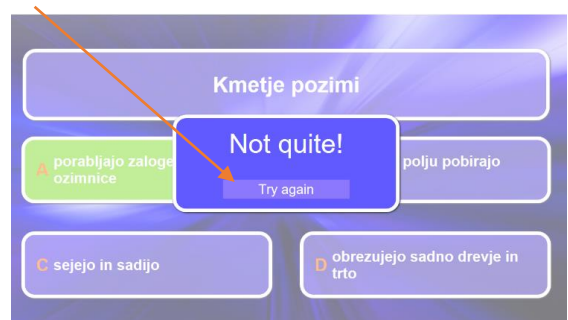 Kmetje pozimi
Not quite!
Try again
A porabljajo zaloge
ozimnice
polju pobirajo
C sejejo in sadijo
D obrezujejo sadno drevje in
trto